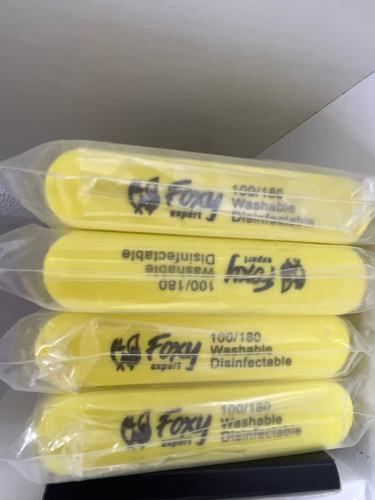 Foxy
expert
100/180
Washable
Disinfectable
Foxy
expert
100/180
Washable
Disinfectable
Foxy
expert
100/180
Washable
Disinfectable
Foxy
expert
100/180
Washable
Disinfectable